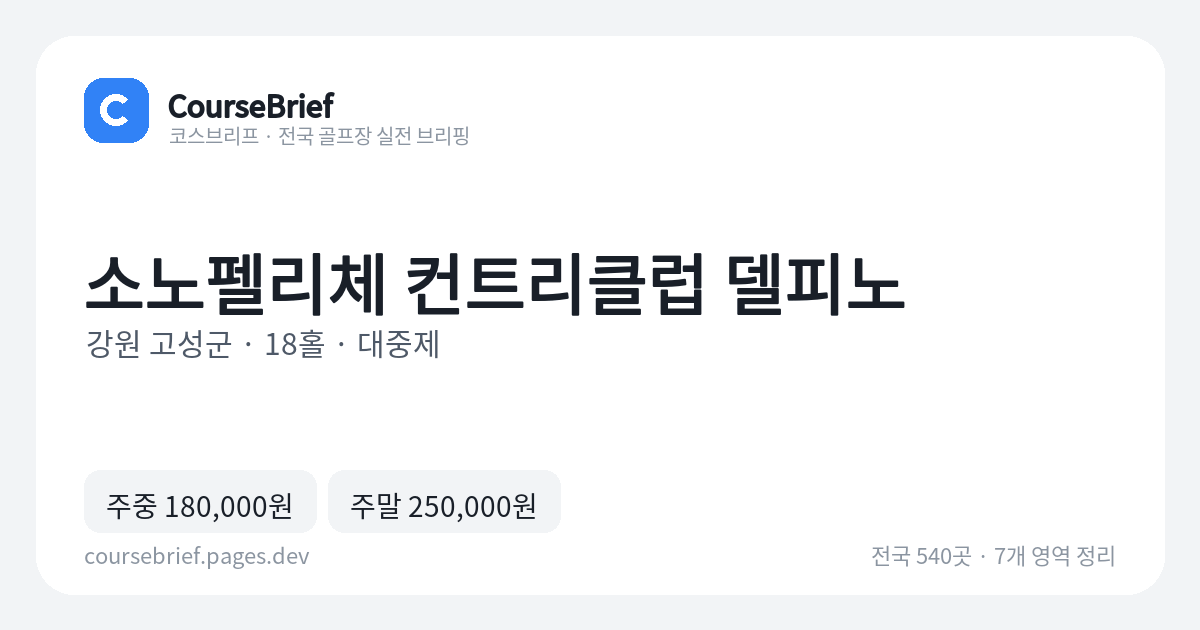 C
CourseBrief
코스브리프 · 전국 골프장 실전 브리핑
소노펠리체 컨트리클럽 델피노
강원 고성군 · 18홀 · 대중제
주중 180,000원
주말 250,000원
coursebrief.pages.dev
전국 540곳 · 7개 영역 정리